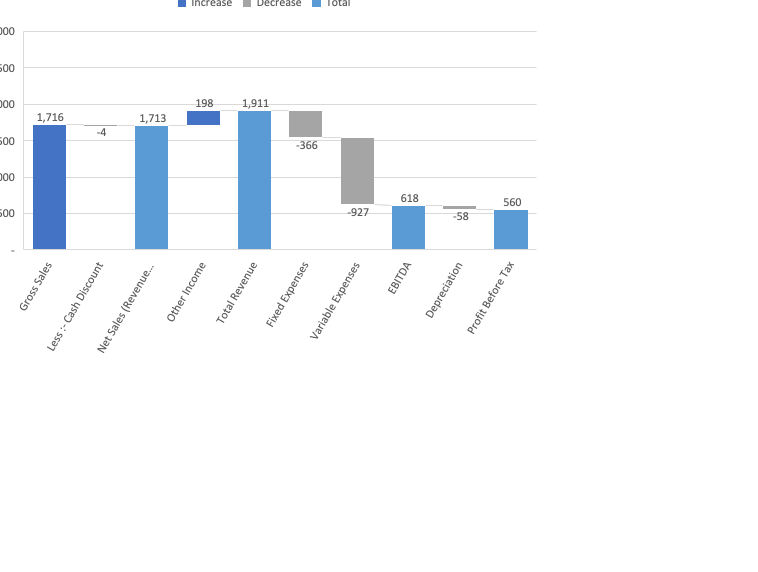 Increase Decrease Total
000
500
000
500
000
500
-
1,716
-4
1,713
198
1,911
-366
-927
618
-58
560
Gross Sales
Less :- Cash Discount
Net Sales (Revenue...
Other Income
Total Revenue
Fixed Expenses
Variable Expenses
EBITDA
Depreciation
Profit Before Tax